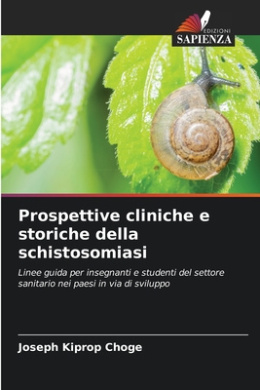 EDIZIONI
SAPIENZA
Prospettive cliniche e
storiche della
schistosomiasi
Linee guida per insegnanti e studenti del settore
sanitario nei paesi in via di sviluppo
Joseph Kiprop Choge